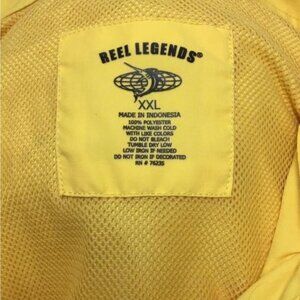 REEL LEGENDS®
XXL
MADE IN INDONESIA
100% POLYESTER
MACHINE WASH COLD
WITH LIKE COLORS
DO NOT BLEACH
TUMBLE DRY LOW
LOW IRON IF NEEDED
DO NOT IRON IF DECORATED
RN # 76235